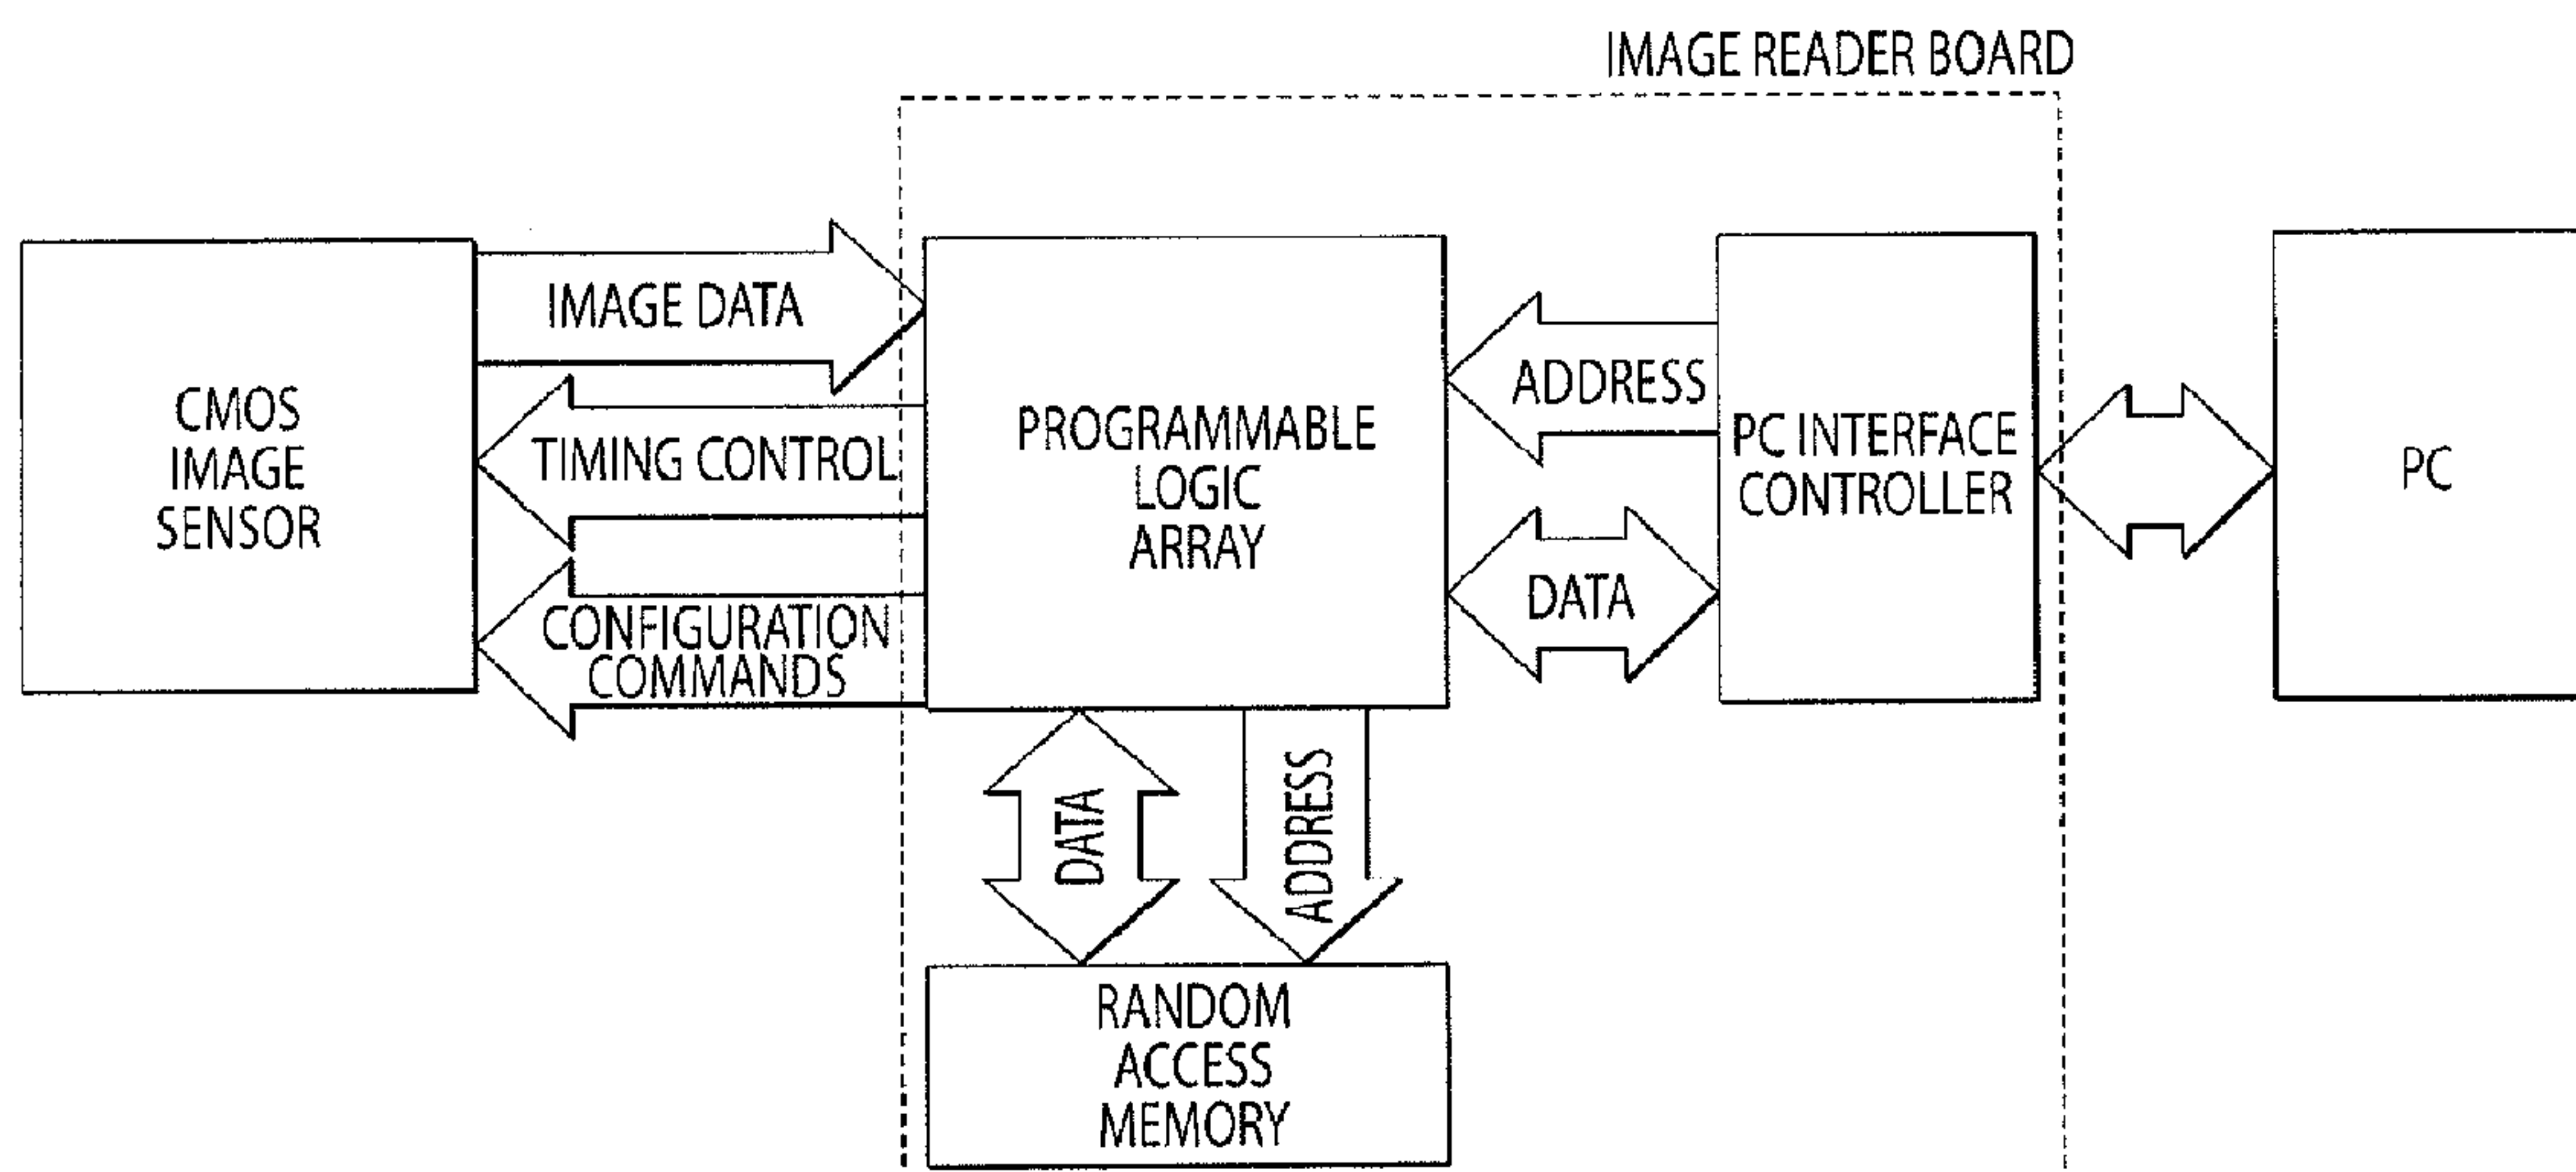 IMAGE READER BOARD
CMOS
IMAGE
SENSOR
IMAGE DATA
TIMING CONTROL
CONFIGURATION
COMMANDS
PROGRAMMABLE
LOGIC
ARRAY
ADDRESS
DATA
PC INTERFACE
CONTROLLER
PC
DATA
ADDRESS
RANDOM
ACCESS
MEMORY